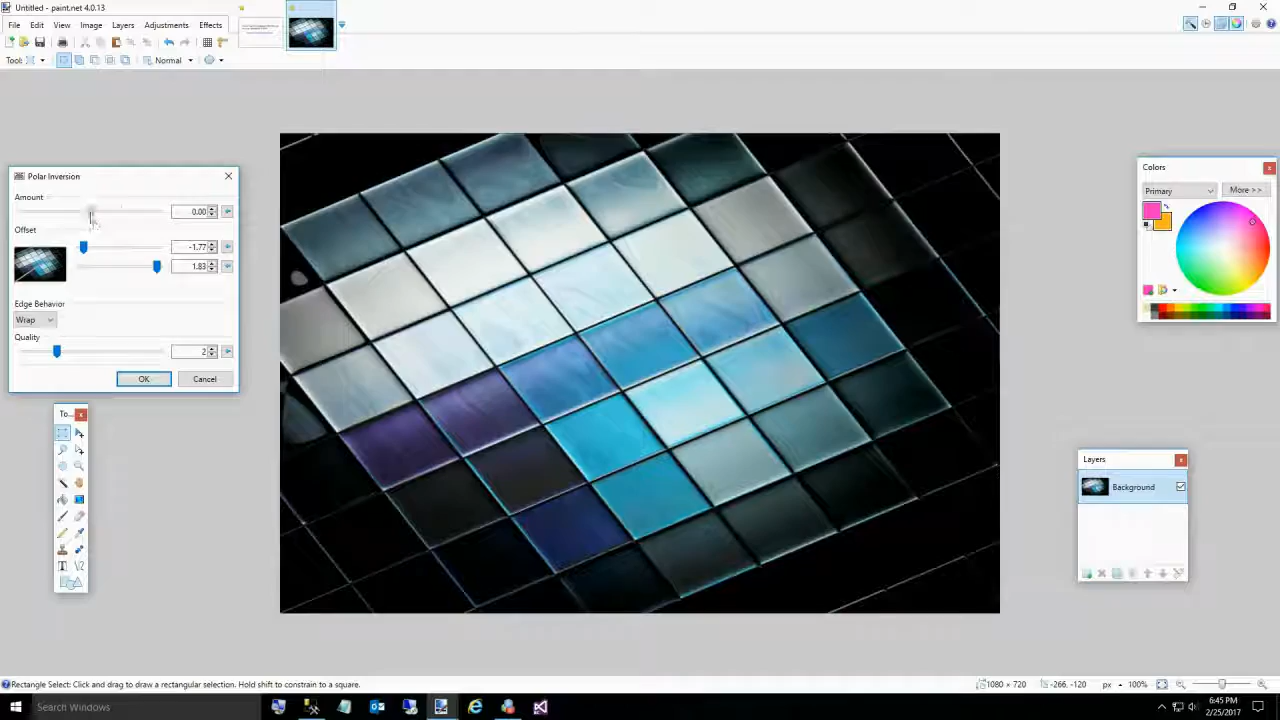 Untitled - paint.net 4.0.13
File Edit View Image Layers Adjustments Effects
Tool: Normal
Polar Inversion
Amount
0.00
Offset
-1.77
1.83
Edge Behavior
Wrap
Quality
2
OK Cancel
To...
Colors
Primary More >>
Layers
Background
Rectangle Select: Click and drag to draw a rectangular selection. Hold shift to constrain to a square.
1080 x 720 -266, -120 px 100%
Search Windows
6:45 PM
2/25/2017